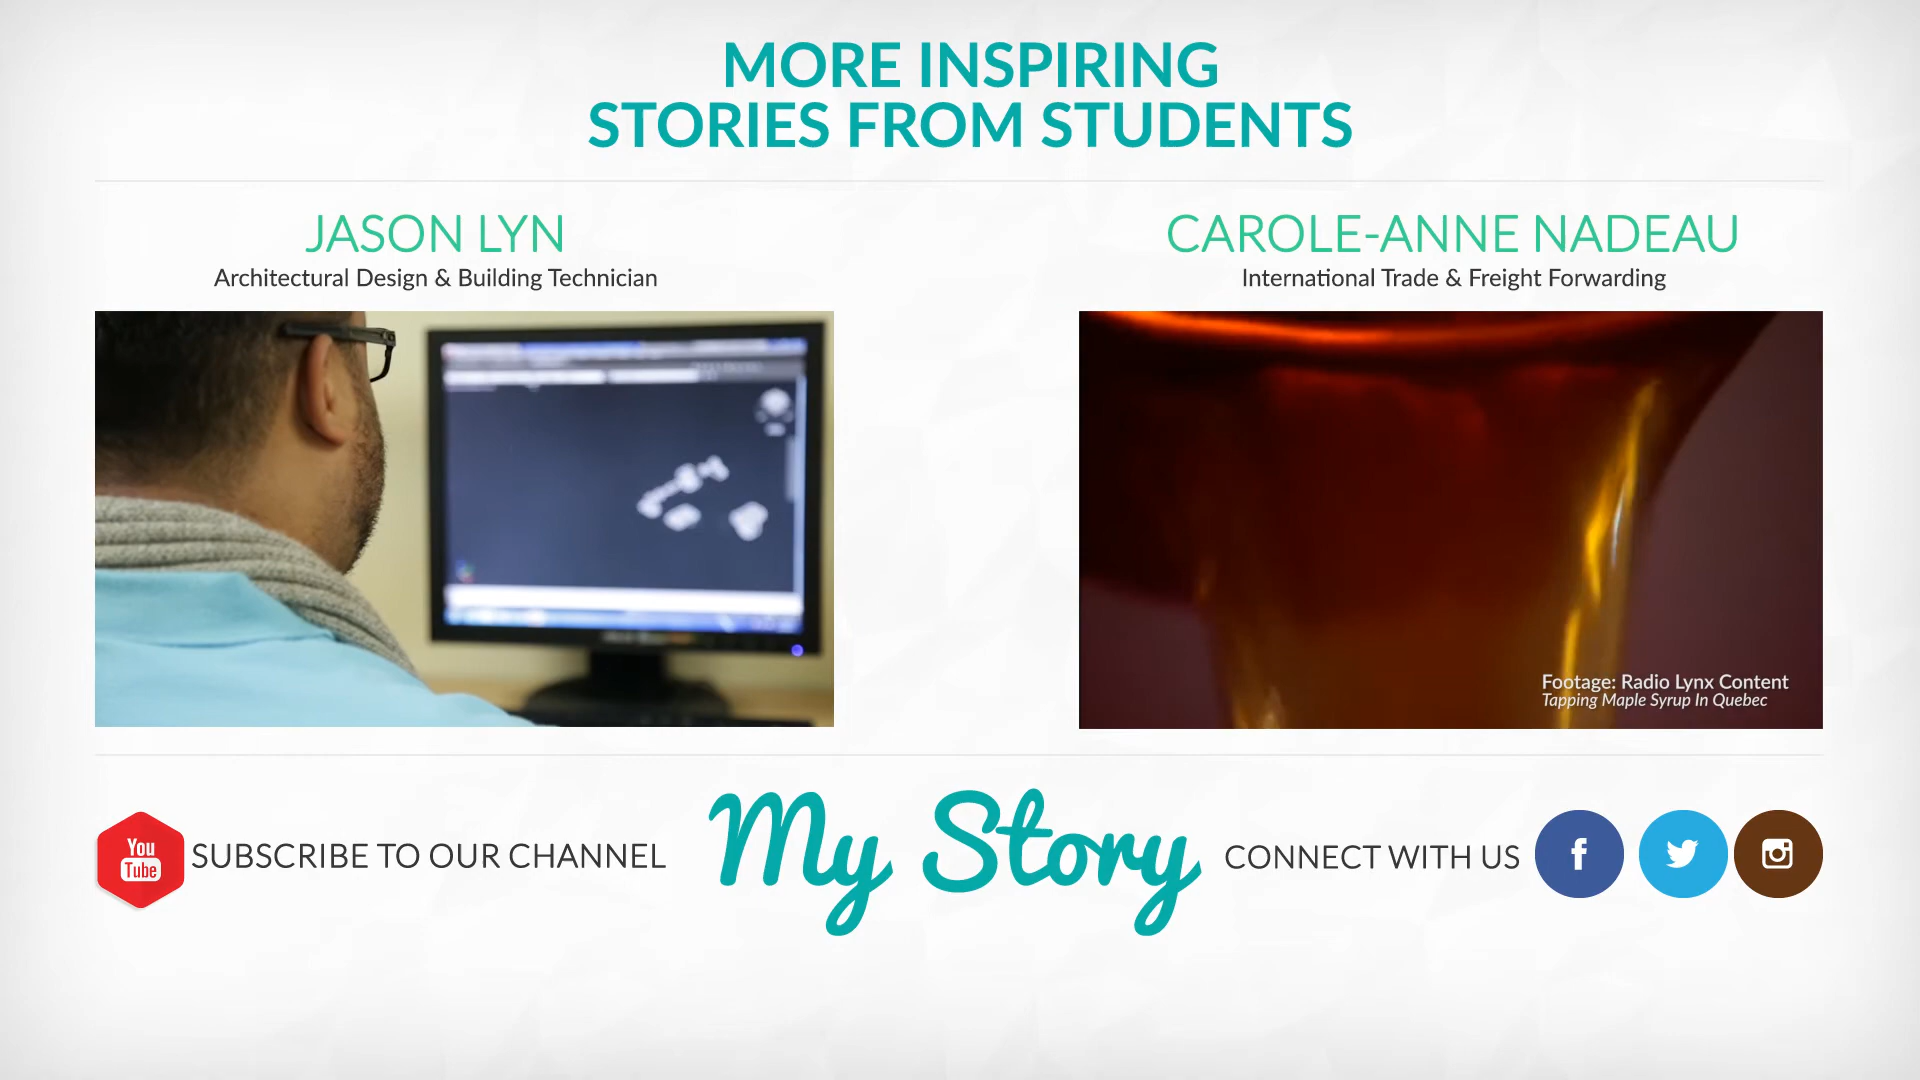 MORE INSPIRING
STORIES FROM STUDENTS
JASON LYN
Architectural Design & Building Technician
CAROLE-ANNE NADEAU
International Trade & Freight Forwarding
Footage: Radio Lynx Content
Tapping Maple Syrup In Quebec
You
Tube
SUBSCRIBE TO OUR CHANNEL
My Story
CONNECT WITH US
f